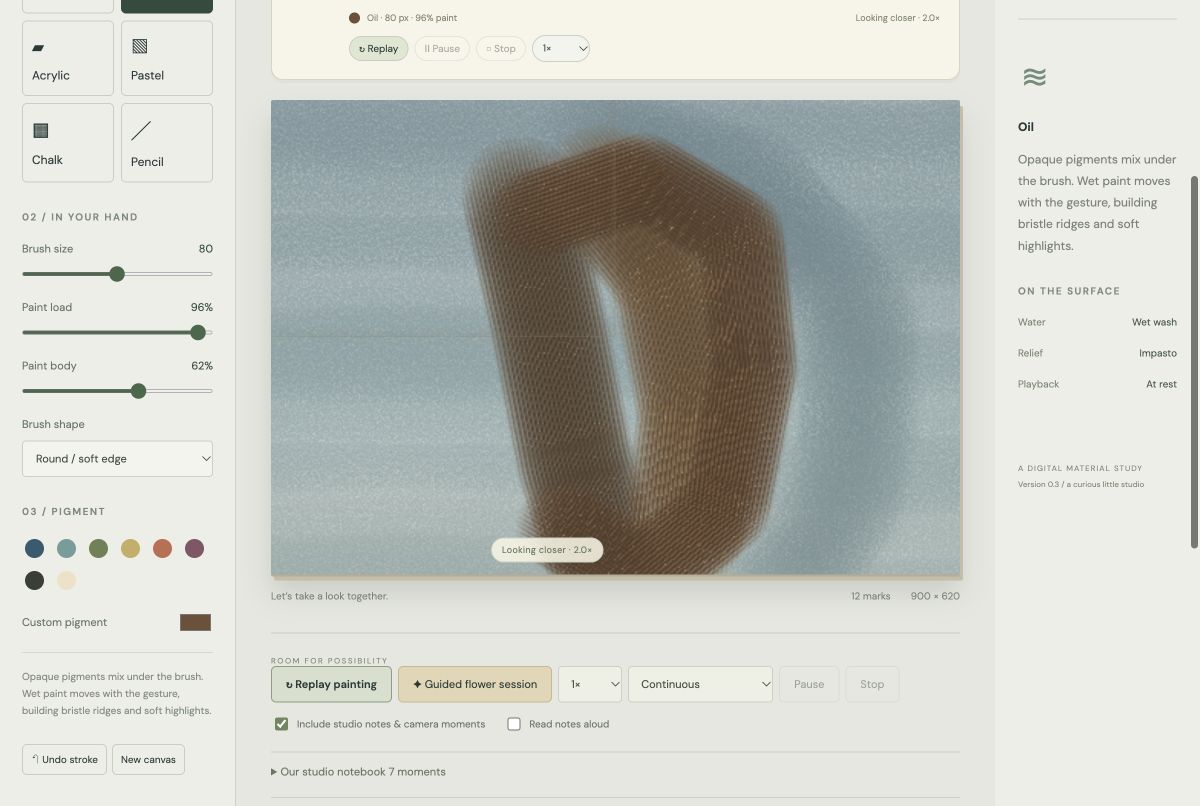 Acrylic
Pastel
Chalk
Pencil
02 / IN YOUR HAND
Brush size 80
Paint load 96%
Paint body 62%
Brush shape
Round / soft edge
03 / PIGMENT
Custom pigment
Opaque pigments mix under the brush.
Wet paint moves with the gesture,
building bristle ridges and soft highlights.
Undo stroke
New canvas
Oil · 80 px · 96% paint
Looking closer · 2.0×
↻ Replay
II Pause
▫ Stop
1×
Looking closer · 2.0×
Let's take a look together.
12 marks
900 × 620
ROOM FOR POSSIBILITY
↻ Replay painting
✦ Guided flower session
1×
Continuous
Pause
Stop
Include studio notes & camera moments
Read notes aloud
▶ Our studio notebook 7 moments
Oil
Opaque pigments mix under
the brush. Wet paint moves
with the gesture, building
bristle ridges and soft
highlights.
ON THE SURFACE
Water Wet wash
Relief Impasto
Playback At rest
A DIGITAL MATERIAL STUDY
Version 0.3 / a curious little studio